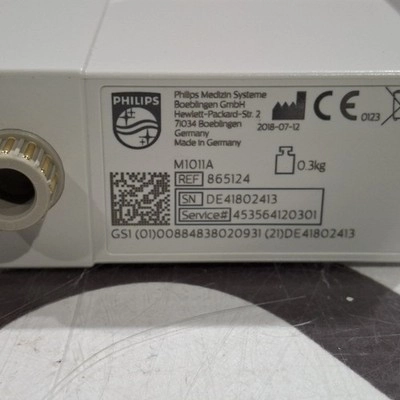 PHILIPS
Philips Medizin Systeme
Boeblingen GmbH
Hewlett-Packard-Str. 2
71034 Boeblingen
Germany
Made in Germany
2018-07-12
CE 0123
M1011A
0.3kg
REF 865124
SN DE41802413
Service# 453564120301
GS1 (01)00884838020931 (21)DE41802413